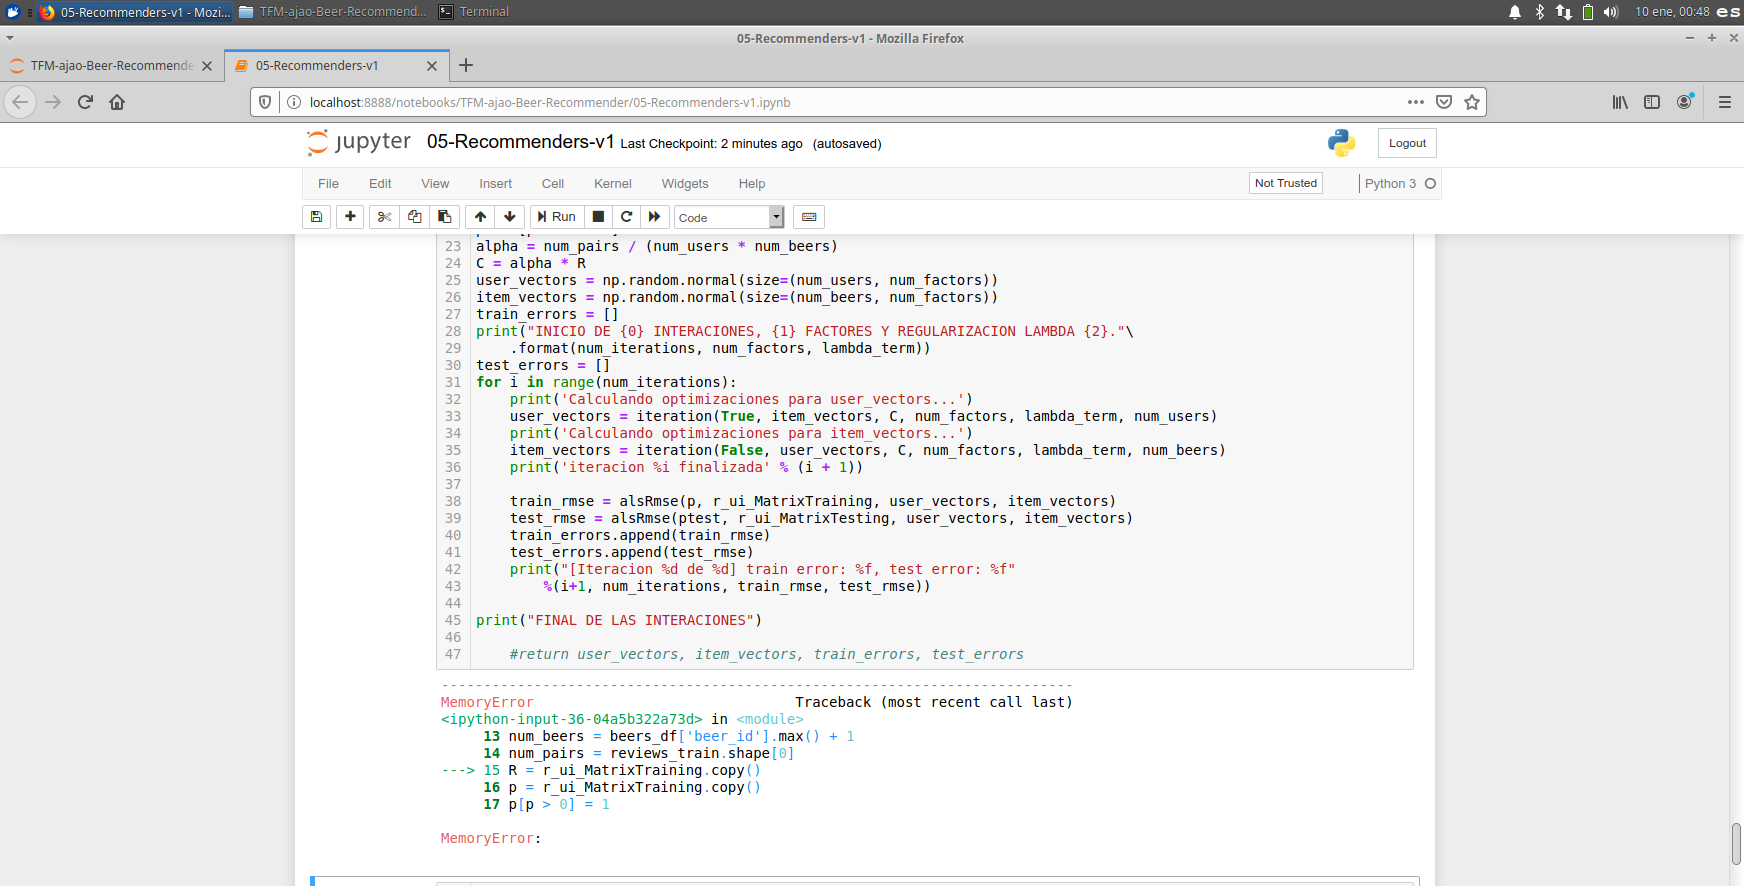 05-Recommenders-v1 - Mozi...
TFM-ajao-Beer-Recommend...
Terminal
10 ene, 00:48
es
05-Recommenders-v1 - Mozilla Firefox
TFM-ajao-Beer-Recommende
05-Recommenders-v1
localhost:8888/notebooks/TFM-ajao-Beer-Recommender/05-Recommenders-v1.ipynb
jupyter
05-Recommenders-v1 Last Checkpoint: 2 minutes ago (autosaved)
Logout
File Edit View Insert Cell Kernel Widgets Help
Not Trusted
Python 3
Run
Code
23 alpha = num_pairs / (num_users * num_beers)
24 C = alpha * R
25 user_vectors = np.random.normal(size=(num_users, num_factors))
26 item_vectors = np.random.normal(size=(num_beers, num_factors))
27 train_errors = []
28 print("INICIO DE {0} INTERACIONES, {1} FACTORES Y REGULARIZACION LAMBDA {2}."\
29     .format(num_iterations, num_factors, lambda_term))
30 test_errors = []
31 for i in range(num_iterations):
32     print('Calculando optimizaciones para user_vectors...')
33     user_vectors = iteration(True, item_vectors, C, num_factors, lambda_term, num_users)
34     print('Calculando optimizaciones para item_vectors...')
35     item_vectors = iteration(False, user_vectors, C, num_factors, lambda_term, num_beers)
36     print('iteracion %i finalizada' % (i + 1))
37
38     train_rmse = alsRmse(p, r_ui_MatrixTraining, user_vectors, item_vectors)
39     test_rmse = alsRmse(ptest, r_ui_MatrixTesting, user_vectors, item_vectors)
40     train_errors.append(train_rmse)
41     test_errors.append(test_rmse)
42     print("[Iteracion %d de %d] train error: %f, test error: %f"
43         %(i+1, num_iterations, train_rmse, test_rmse))
44
45 print("FINAL DE LAS INTERACIONES")
46
47     #return user_vectors, item_vectors, train_errors, test_errors
---------------------------------------------------------------------------
MemoryError                               Traceback (most recent call last)
<ipython-input-36-04a5b322a73d> in <module>
     13 num_beers = beers_df['beer_id'].max() + 1
     14 num_pairs = reviews_train.shape[0]
---> 15 R = r_ui_MatrixTraining.copy()
     16 p = r_ui_MatrixTraining.copy()
     17 p[p > 0] = 1
MemoryError: